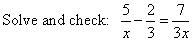 Solve and check: 5/x − 2/3 = 7/3x